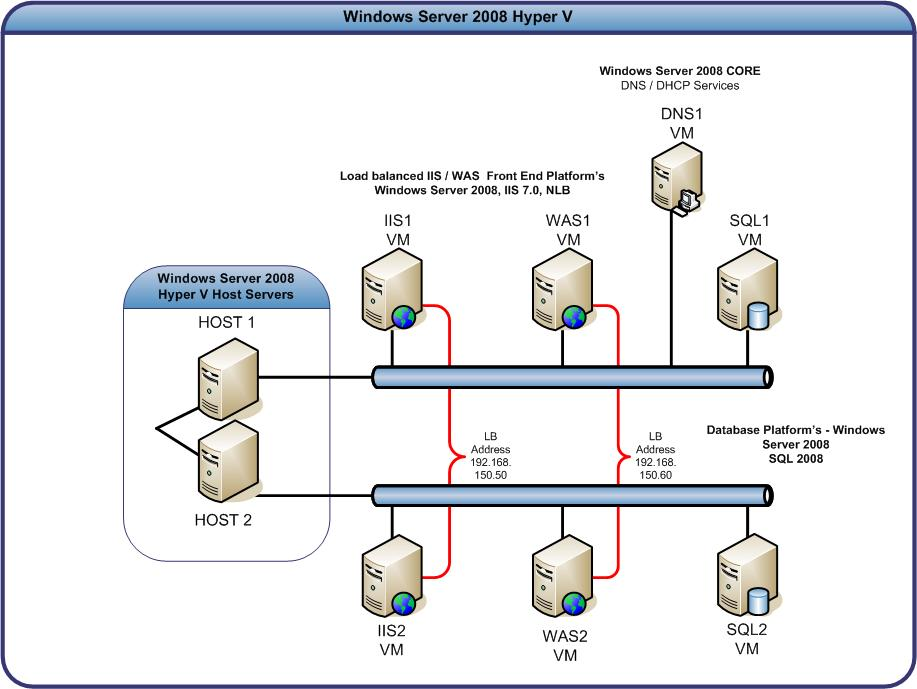 Windows Server 2008 Hyper V
Windows Server 2008 CORE
DNS / DHCP Services
DNS1
VM
Load balanced IIS / WAS  Front End Platform's
Windows Server 2008, IIS 7.0, NLB
IIS1
VM
WAS1
VM
SQL1
VM
Windows Server 2008
Hyper V Host Servers
HOST 1
HOST 2
LB
Address
192.168.
150.50
LB
Address
192.168.
150.60
Database Platform's - Windows
Server 2008
SQL 2008
IIS2
VM
WAS2
VM
SQL2
VM